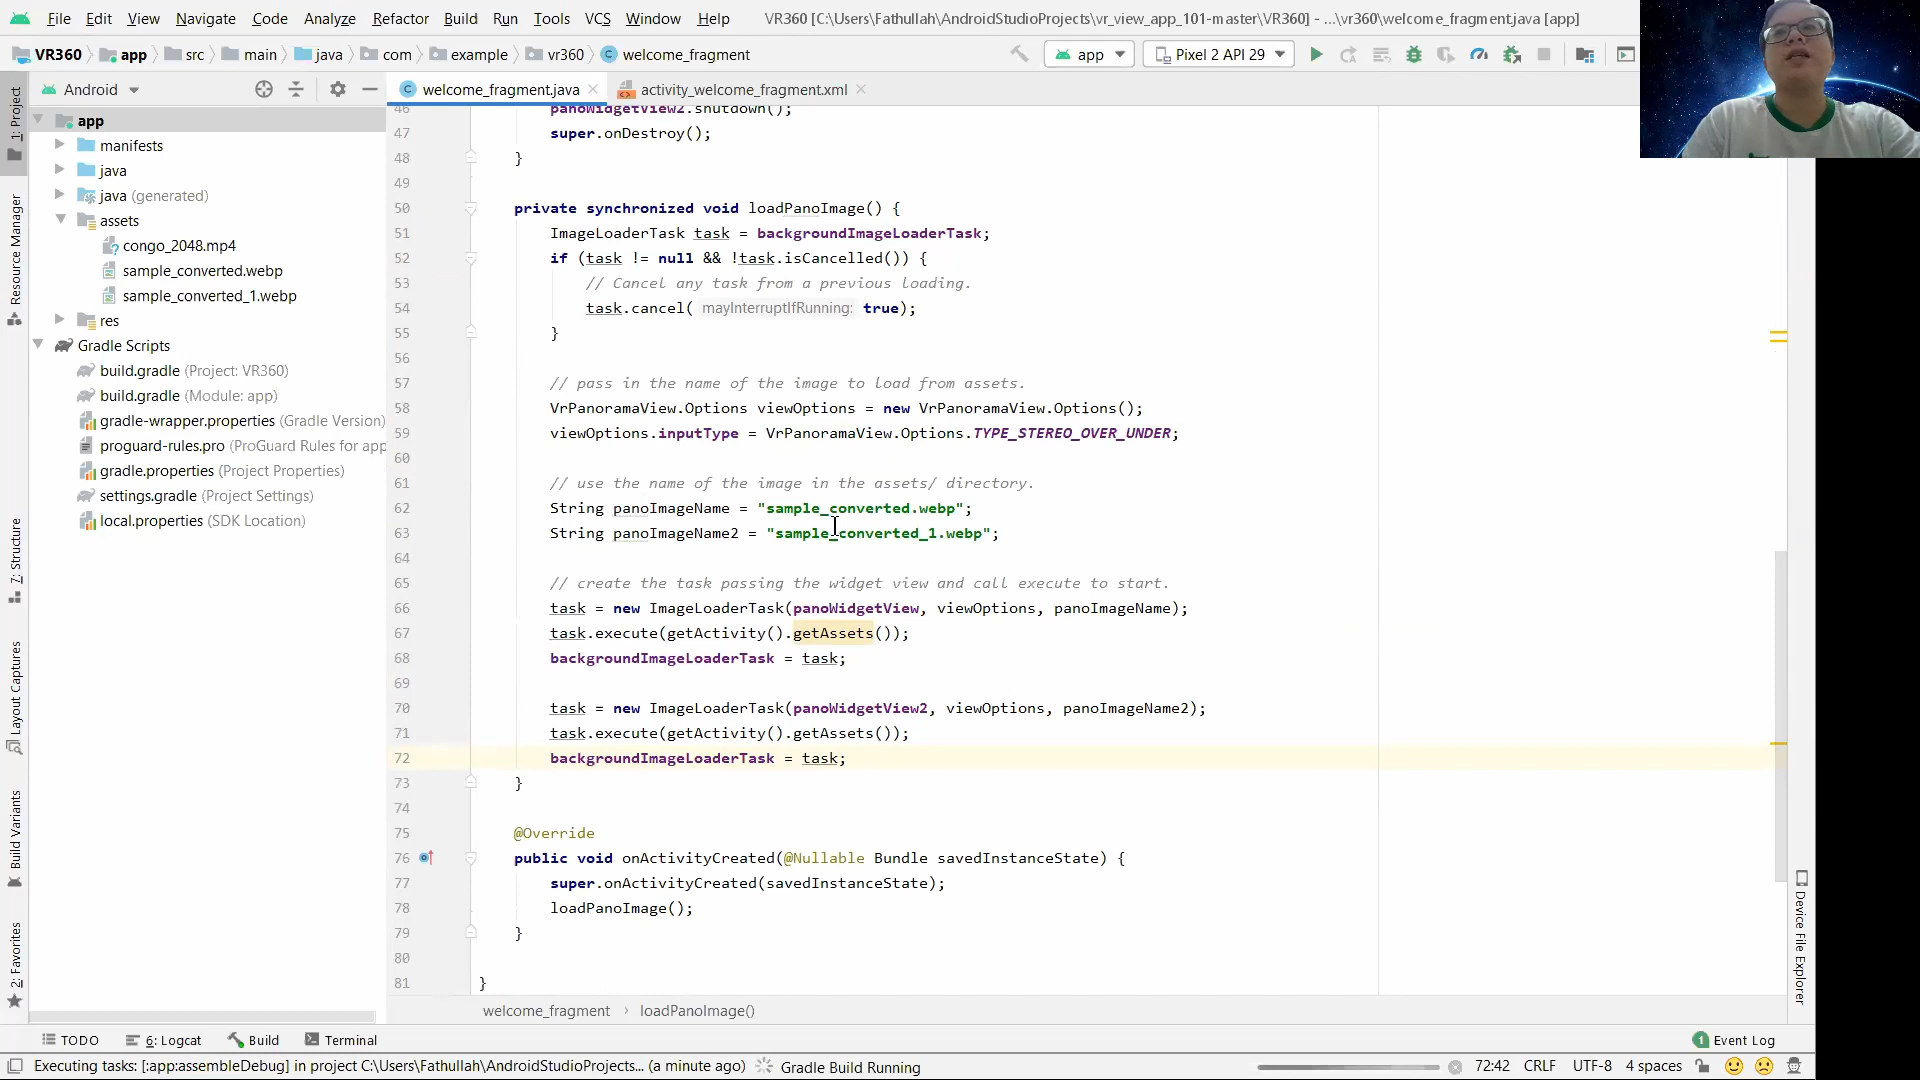 File Edit View Navigate Code Analyze Refactor Build Run Tools VCS Window Help VR360 [C:\Users\Fathullah\AndroidStudioProjects\vr_view_app_101-master\VR360] - ...\vr360\welcome_fragment.java [app]
VR360 app src main java com example vr360 welcome_fragment app Pixel 2 API 29
Android welcome_fragment.java activity_welcome_fragment.xml
1: Project
Resource Manager
7: Structure
Layout Captures
Build Variants
2: Favorites
app
manifests
java
java (generated)
assets
congo_2048.mp4
sample_converted.webp
sample_converted_1.webp
res
Gradle Scripts
build.gradle (Project: VR360)
build.gradle (Module: app)
gradle-wrapper.properties (Gradle Version)
proguard-rules.pro (ProGuard Rules for app
gradle.properties (Project Properties)
settings.gradle (Project Settings)
local.properties (SDK Location)
46 panoWidgetView2.shutdown();
47 super.onDestroy();
48 }
49
50 private synchronized void loadPanoImage() {
51 ImageLoaderTask task = backgroundImageLoaderTask;
52 if (task != null && !task.isCancelled()) {
53 // Cancel any task from a previous loading.
54 task.cancel( mayInterruptIfRunning: true);
55 }
56
57 // pass in the name of the image to load from assets.
58 VrPanoramaView.Options viewOptions = new VrPanoramaView.Options();
59 viewOptions.inputType = VrPanoramaView.Options.TYPE_STEREO_OVER_UNDER;
60
61 // use the name of the image in the assets/ directory.
62 String panoImageName = "sample_converted.webp";
63 String panoImageName2 = "sample_converted_1.webp";
64
65 // create the task passing the widget view and call execute to start.
66 task = new ImageLoaderTask(panoWidgetView, viewOptions, panoImageName);
67 task.execute(getActivity().getAssets());
68 backgroundImageLoaderTask = task;
69
70 task = new ImageLoaderTask(panoWidgetView2, viewOptions, panoImageName2);
71 task.execute(getActivity().getAssets());
72 backgroundImageLoaderTask = task;
73 }
74
75 @Override
76 public void onActivityCreated(@Nullable Bundle savedInstanceState) {
77 super.onActivityCreated(savedInstanceState);
78 loadPanoImage();
79 }
80
81 }
Device File Explorer
welcome_fragment › loadPanoImage()
TODO 6: Logcat Build Terminal 1 Event Log
Executing tasks: [:app:assembleDebug] in project C:\Users\Fathullah\AndroidStudioProjects... (a minute ago) Gradle Build Running 72:42 CRLF UTF-8 4 spaces